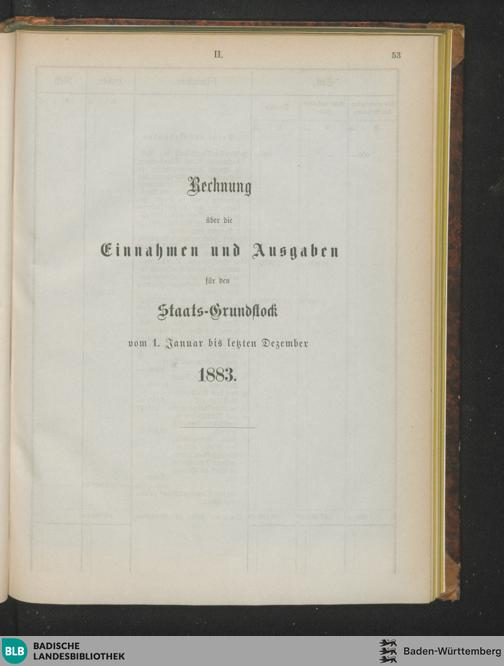 II.
53
Rechnung
über die
Einnahmen und Ausgaben
für den
Staats-Grundstock
vom 1. Januar bis letzten Dezember
1883.
BLB
BADISCHE
LANDESBIBLIOTHEK
Baden-Württemberg